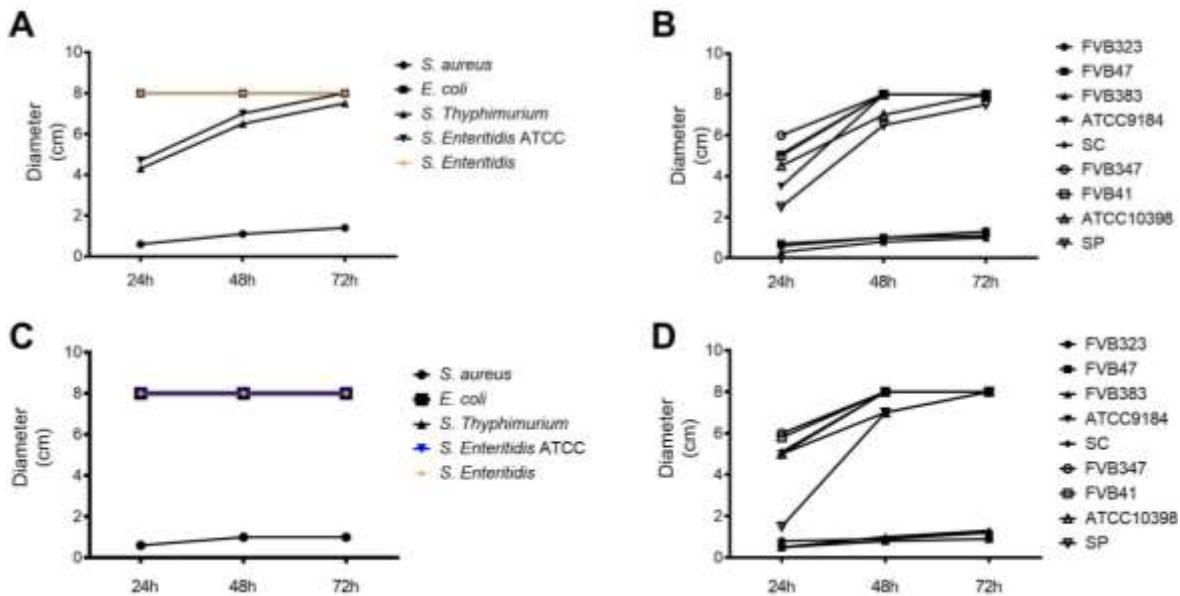 A
10
8
6
4
2
0
Diameter
(cm)
24h
48h
72h
S. aureus
E. coli
S. Thyphimurium
S. Enteritidis ATCC
S. Enteritidis
B
10
8
6
4
2
0
Diameter
(cm)
24h
48h
72h
FVB323
FVB47
FVB383
ATCC9184
SC
FVB347
FVB41
ATCC10398
SP
C
10
8
6
4
2
0
Diameter
(cm)
24h
48h
72h
S. aureus
E. coli
S. Thyphimurium
S. Enteritidis ATCC
S. Enteritidis
D
10
8
6
4
2
0
Diameter
(cm)
24h
48h
72h
FVB323
FVB47
FVB383
ATCC9184
SC
FVB347
FVB41
ATCC10398
SP